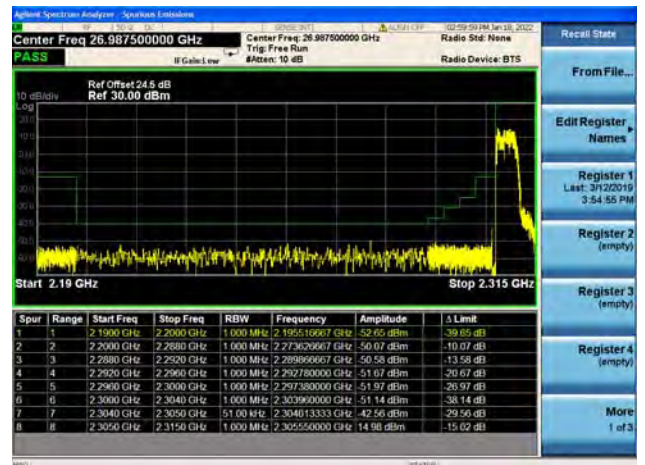 Agilent Spectrum Analyzer - Spurious Emissions
02:59:59 PM Jan 18, 2022
Center Freq 26.987500000 GHz
Center Freq: 26.987500000 GHz
Radio Std: None
Trig: Free Run
PASS
IFGain:Low
#Atten: 10 dB
Radio Device: BTS
Ref Offset 24.5 dB
10 dB/div
Ref 30.00 dBm
Log
Start 2.19 GHz
Stop 2.315 GHz
Spur Range Start Freq Stop Freq RBW Frequency Amplitude Δ Limit
1 1 2.1900 GHz 2.2000 GHz 1.000 MHz 2.195516667 GHz -52.65 dBm -39.65 dB
2 2 2.2000 GHz 2.2880 GHz 1.000 MHz 2.273626667 GHz -50.07 dBm -10.07 dB
3 3 2.2880 GHz 2.2920 GHz 1.000 MHz 2.289866667 GHz -50.58 dBm -13.58 dB
4 4 2.2920 GHz 2.2960 GHz 1.000 MHz 2.292780000 GHz -51.67 dBm -20.67 dB
5 5 2.2960 GHz 2.3000 GHz 1.000 MHz 2.297380000 GHz -51.97 dBm -26.97 dB
6 6 2.3000 GHz 2.3040 GHz 1.000 MHz 2.303960000 GHz -51.14 dBm -38.14 dB
7 7 2.3040 GHz 2.3050 GHz 51.00 kHz 2.304013333 GHz -42.56 dBm -29.56 dB
8 8 2.3050 GHz 2.3150 GHz 1.000 MHz 2.305550000 GHz 14.98 dBm -15.02 dB
Recall State
From File...
Edit Register
Names
Register 1
Last: 3/12/2019
3:54:55 PM
Register 2
(empty)
Register 3
(empty)
Register 4
(empty)
More
1 of 3